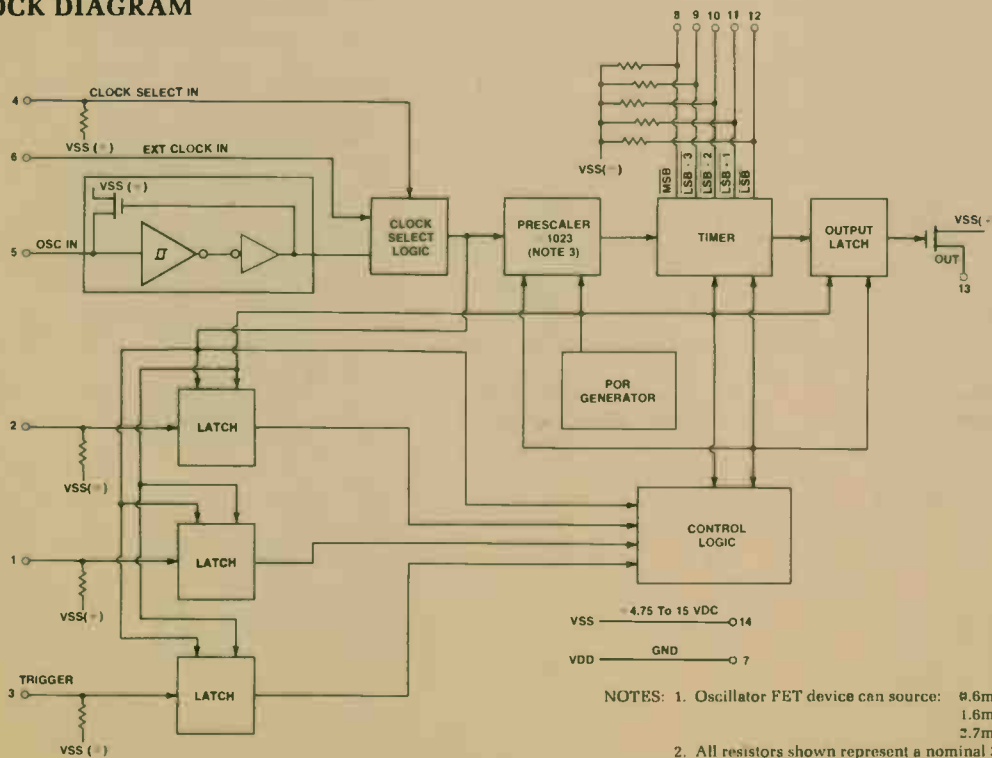 OCK DIAGRAM
8 9 10 11 12
4 CLOCK SELECT IN
VSS
6 EXT CLOCK IN
VSS
5 OSC IN
CLOCK
SELECT
LOGIC
PRESCALER
1023
(NOTE 3)
VSS
MSB
LSB - 3
LSB - 2
LSB - 1
LSB
TIMER
OUTPUT
LATCH
VSS
OUT
13
POR
GENERATOR
2
LATCH
VSS
1
LATCH
VSS
CONTROL
LOGIC
3 TRIGGER
LATCH
VSS
VSS 4.75 To 15 VDC 14
VDD GND 7
NOTES: 1. Oscillator FET device can source:
2. All resistors shown represent a nominal